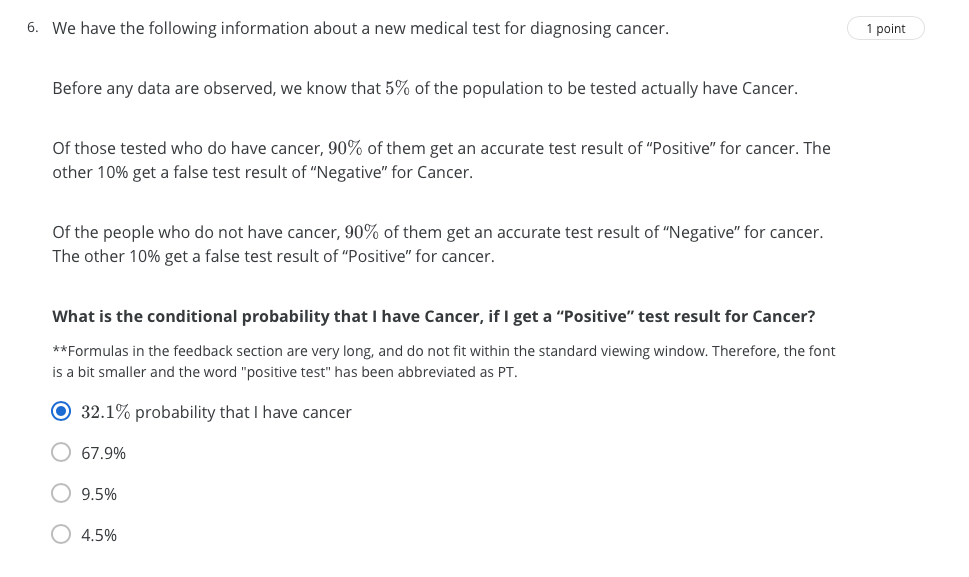 6. We have the following information about a new medical test for diagnosing cancer.
1 point
Before any data are observed, we know that 5% of the population to be tested actually have Cancer.
Of those tested who do have cancer, 90% of them get an accurate test result of “Positive” for cancer. The
other 10% get a false test result of “Negative” for Cancer.
Of the people who do not have cancer, 90% of them get an accurate test result of “Negative” for cancer.
The other 10% get a false test result of “Positive” for cancer.
What is the conditional probability that I have Cancer, if I get a “Positive” test result for Cancer?
**Formulas in the feedback section are very long, and do not fit within the standard viewing window. Therefore, the font
is a bit smaller and the word "positive test" has been abbreviated as PT.
32.1% probability that I have cancer
67.9%
9.5%
4.5%